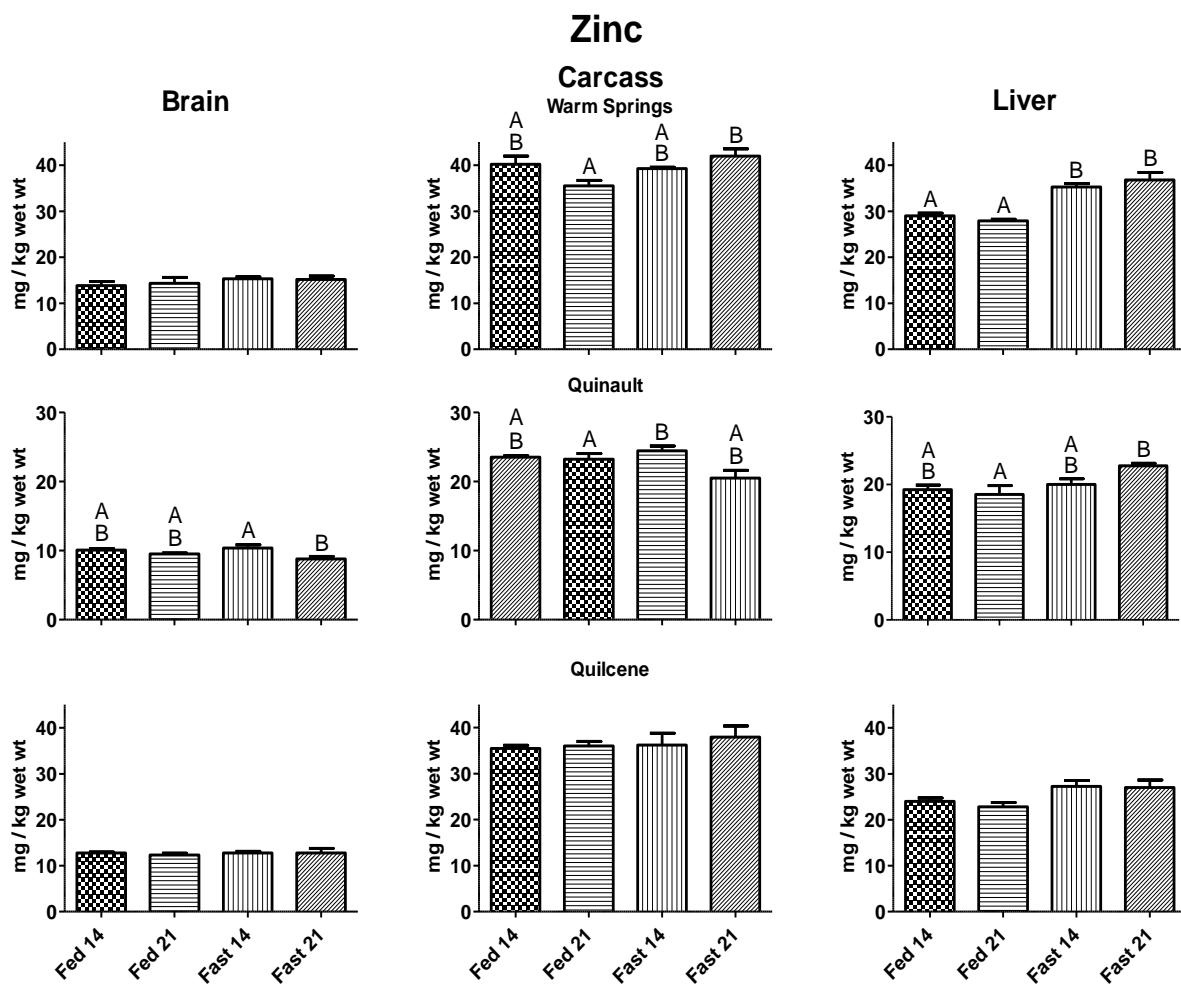 Zinc
Brain
Carcass
Warm Springs
Liver
mg / kg wet wt
40
30
20
10
0
mg / kg wet wt
40
30
20
10
0
A
B
A
A
B
B
mg / kg wet wt
40
30
20
10
0
A
A
B
B
Quinault
mg / kg wet wt
30
20
10
0
A
B
A
B
A
B
mg / kg wet wt
30
20
10
0
A
B
A
B
A
B
mg / kg wet wt
30
20
10
0
A
B
A
A
B
B
Quilcene
mg / kg wet wt
40
30
20
10
0
Fed 14
Fed 21
Fast 14
Fast 21
mg / kg wet wt
40
30
20
10
0
Fed 14
Fed 21
Fast 14
Fast 21
mg / kg wet wt
40
30
20
10
0
Fed 14
Fed 21
Fast 14
Fast 21